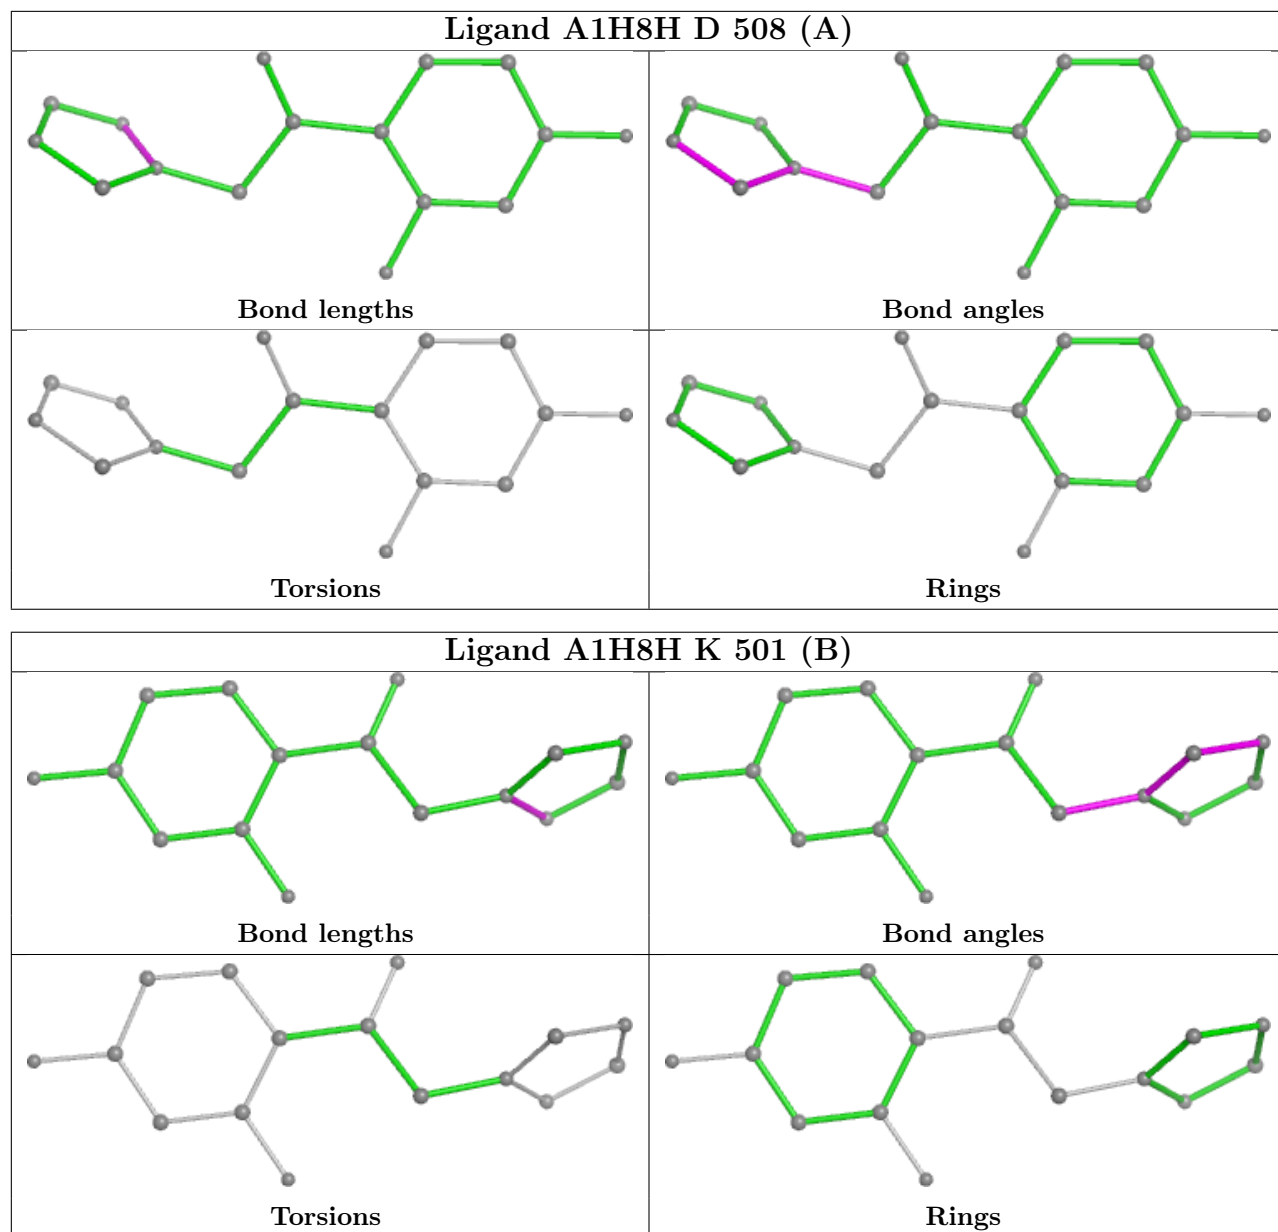 Ligand A1H8H D 508 (A)
Bond lengths
Bond angles
Torsions
Rings
Ligand A1H8H K 501 (B)
Bond lengths
Bond angles
Torsions
Rings